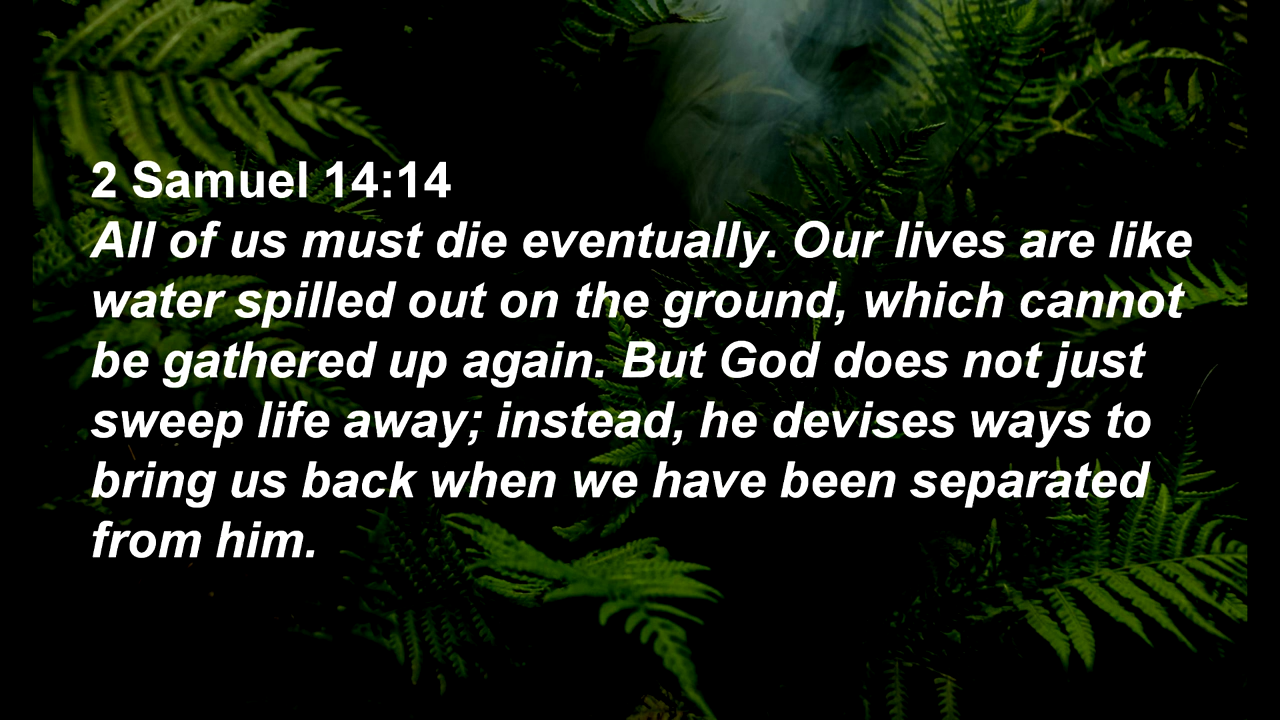 2 Samuel 14:14
All of us must die eventually. Our lives are like
water spilled out on the ground, which cannot
be gathered up again. But God does not just
sweep life away; instead, he devises ways to
bring us back when we have been separated
from him.